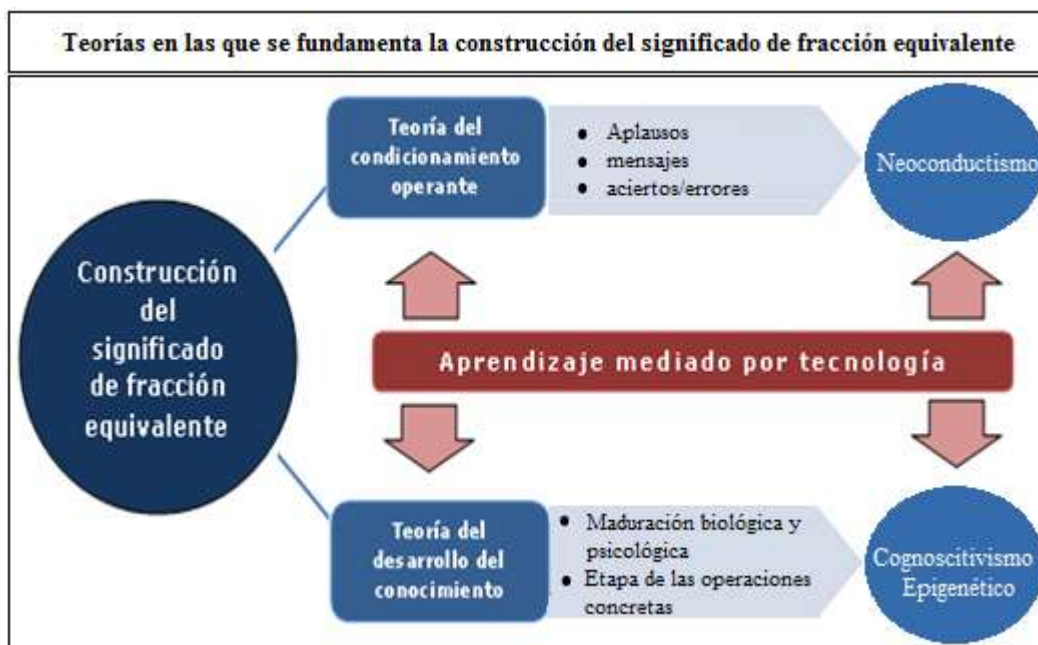 Teorías en las que se fundamenta la construcción del significado de fracción equivalente
Construcción
del
significado
de fracción
equivalente
Teoría del
condicionamiento
operante
● Aplausos
● mensajes
● aciertos/errores
Neoconductismo
Aprendizaje mediado por tecnología
Teoría del
desarrollo del
conocimiento
● Maduración biológica y
psicológica
● Etapa de las operaciones
concretas
Cognoscitivismo
Epigenético